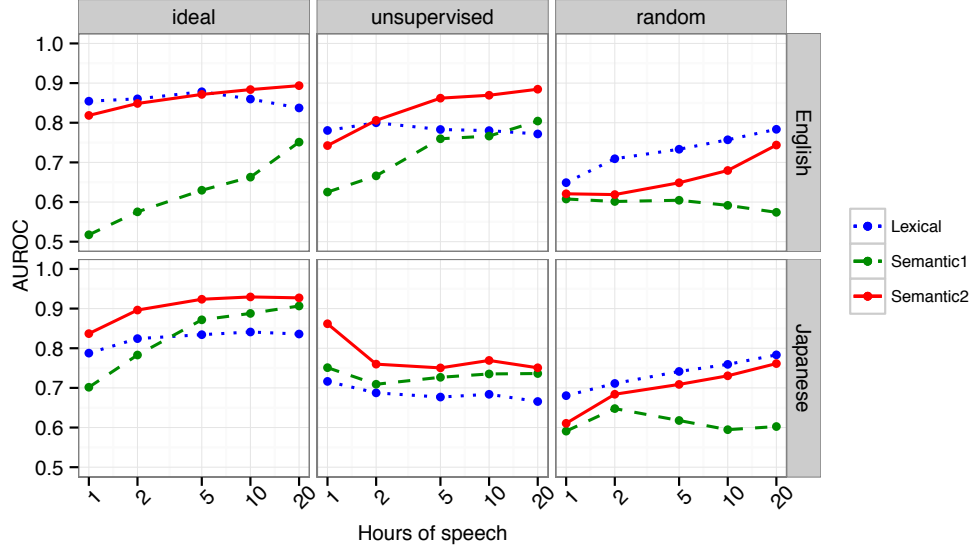 ideal unsupervised random
1.0
0.9
0.8
0.7
0.6
0.5
English
1.0
0.9
0.8
0.7
0.6
0.5
Japanese
AUROC
1 2 5 10 20 1 2 5 10 20 1 2 5 10 20
Hours of speech
Lexical
Semantic1
Semantic2